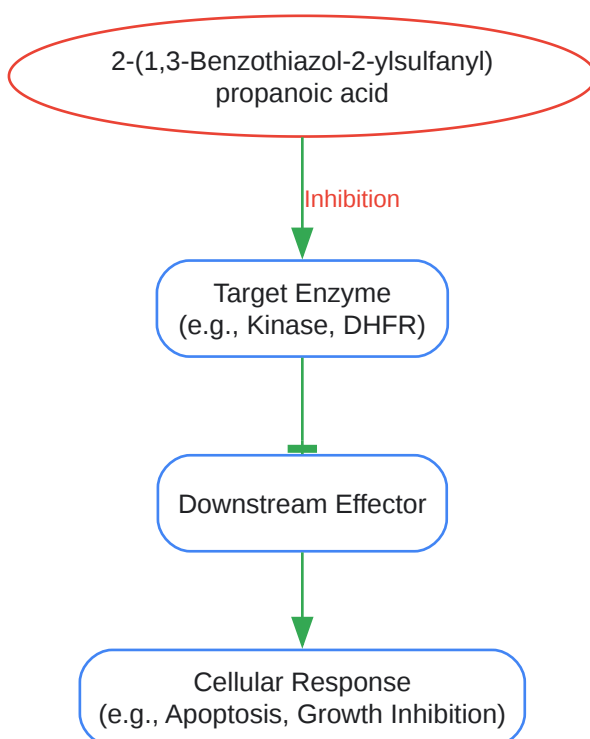 2-(1,3-Benzothiazol-2-ylsulfanyl)
propanoic acid
Inhibition
Target Enzyme
(e.g., Kinase, DHFR)
Downstream Effector
Cellular Response
(e.g., Apoptosis, Growth Inhibition)